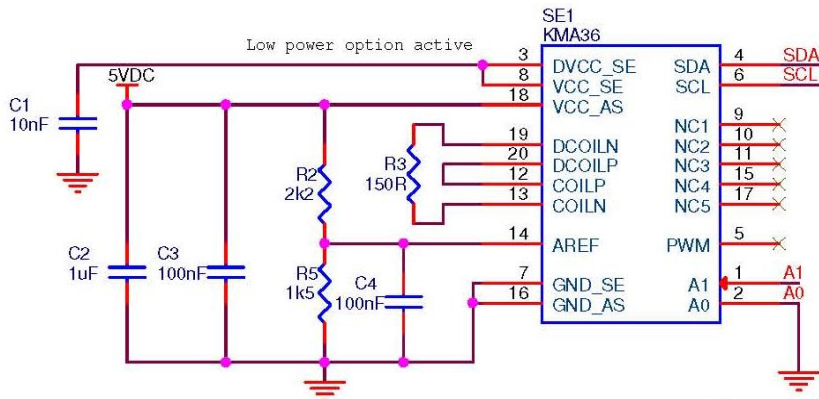 SE1
KMA36
Low power option active
5VDC
C1
10nF
3 DVCC_SE SDA 4 SDA
8 VCC_SE SCL 6 SCL
18 VCC_AS
NC1 9
19 DCOILN NC2 10
20 DCOILP NC3 11
12 COILP NC4 15
13 COILN NC5 17
R3
150R
R2
2k2
14 AREF PWM 5
C2
1uF
C3
100nF
R5
1k5
C4
100nF
7 GND_SE A1 1 A1
16 GND_AS A0 2 A0